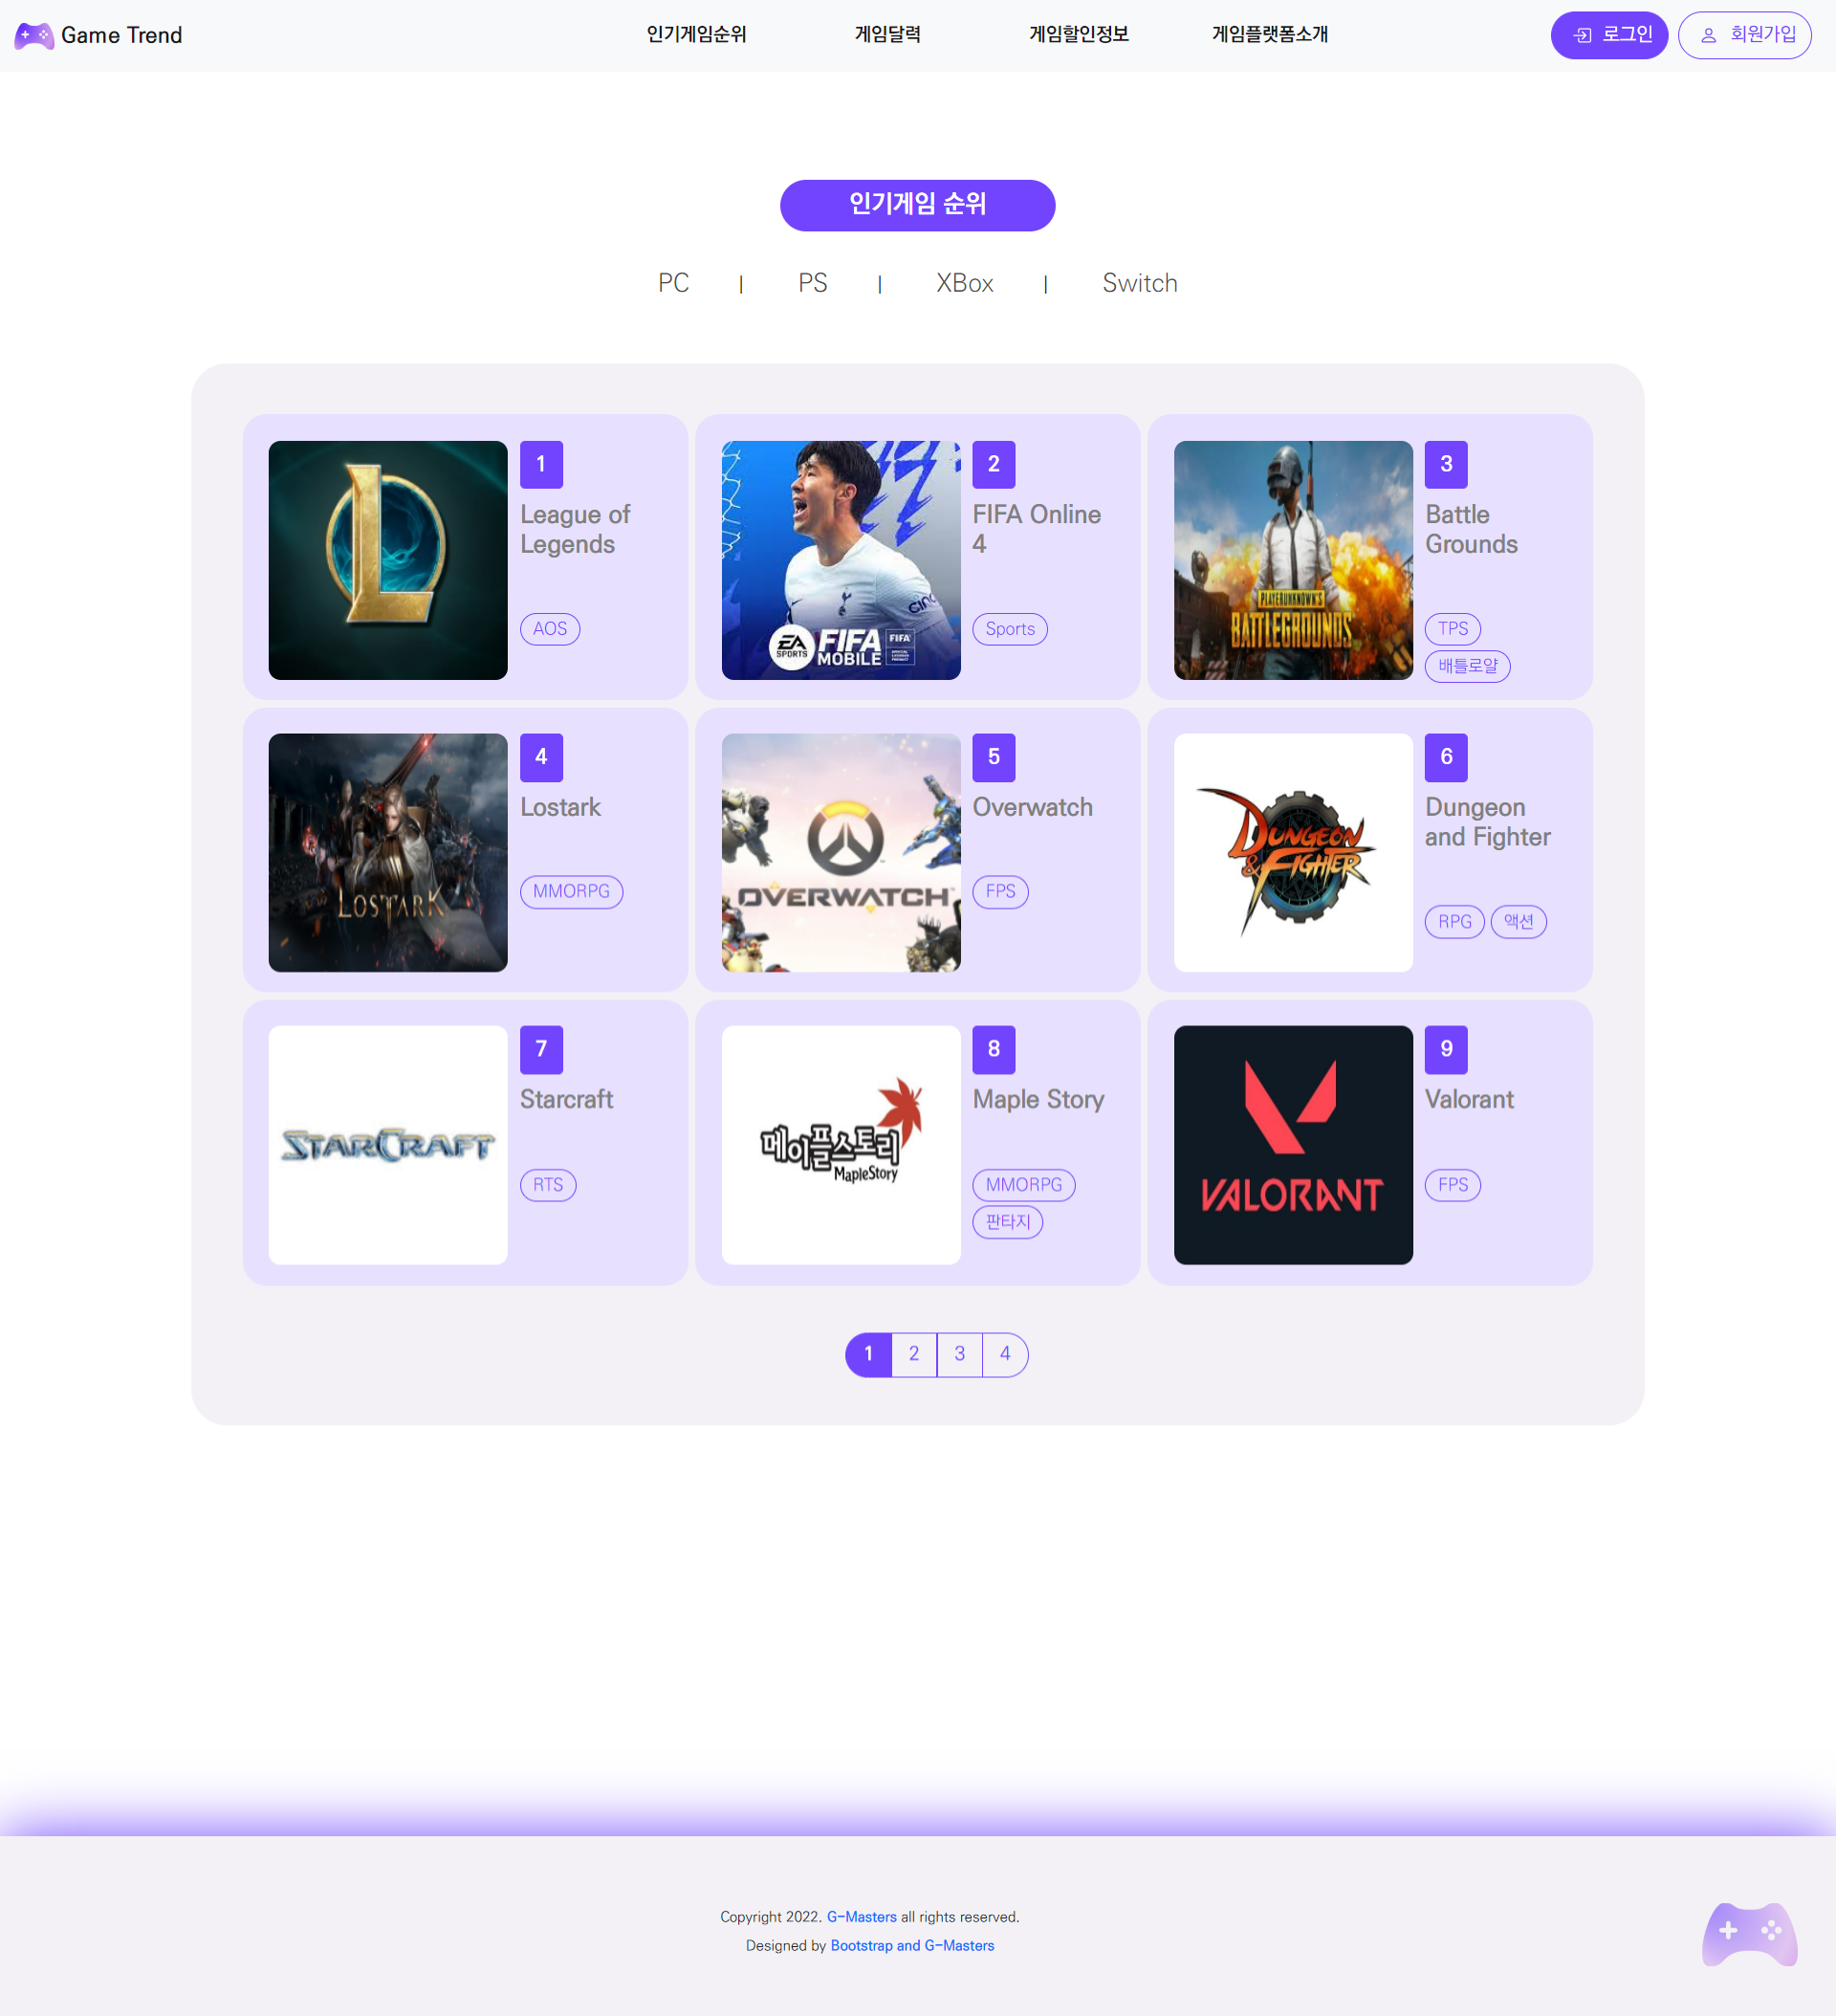 Game Trend
인기게임순위
게임달력
게임할인정보
게임플랫폼소개
로그인
회원가입
인기게임 순위
PC | PS | XBox | Switch
1
League of
Legends
AOS
EA
SPORTS
FIFA
MOBILE
FIFA
2
FIFA Online
4
Sports
PLAYERUNKNOWN'S
BATTLEGROUNDS
3
Battle
Grounds
TPS
배틀로얄
LOSTARK
4
Lostark
MMORPG
OVERWATCH
5
Overwatch
FPS
DUNGEON
& FIGHTER
6
Dungeon
and Fighter
RPG 액션
STARCRAFT
7
Starcraft
RTS
메이플스토리
MapleStory
8
Maple Story
MMORPG
판타지
VALORANT
9
Valorant
FPS
1 2 3 4
Copyright 2022. G-Masters all rights reserved.
Designed by Bootstrap and G-Masters